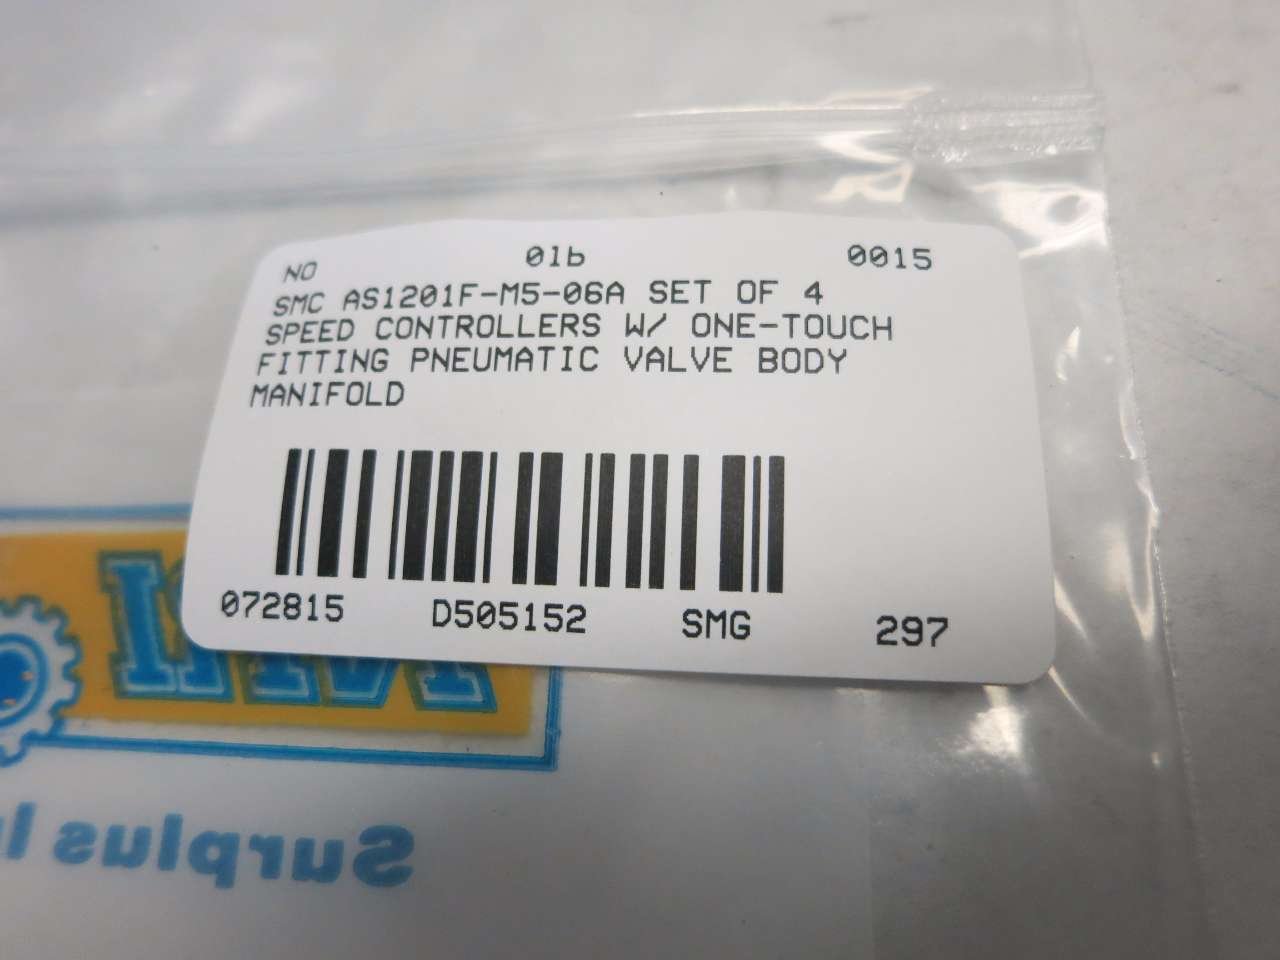 NO 01b 0015
SMC AS1201F-M5-06A SET OF 4
SPEED CONTROLLERS W/ ONE-TOUCH
FITTING PNEUMATIC VALVE BODY
MANIFOLD
072815 D505152 SMG 297
Surplus